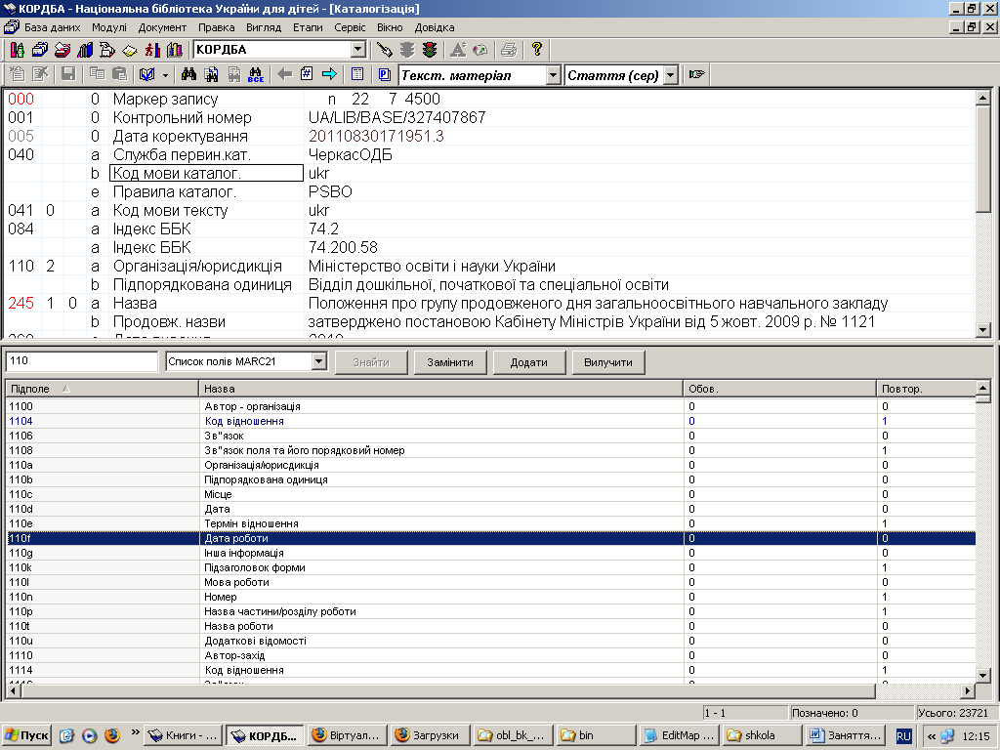 КОРДБА - Національна бібліотека України для дітей - [Каталогізація]
База даних Модулі Документ Правка Вигляд Етапи Сервіс Вікно Довідка
КОРДБА
ВСЕ Текст. матеріал Стаття (сер)
000 0 Маркер запису n 22 7 4500
001 0 Контрольний номер UA/LIB/BASE/327407867
005 0 Дата коректування 20110830171951.3
040 a Служба первин.кат. ЧеркасОДБ
b Код мови каталог. ukr
e Правила каталог. PSBO
041 0 a Код мови тексту ukr
084 a Індекс ББК 74.2
a Індекс ББК 74.200.58
110 2 a Організація/юрисдикція Міністерство освіти і науки України
b Підпорядкована одиниця Відділ дошкільної, початкової та спеціальної освіти
245 1 0 a Назва Положення про групу продовженого дня загальноосвітнього навчального закладу
b Продовж. назви затверджено постановою Кабінету Міністрів України від 5 жовт. 2009 р. № 1121
110 Список полів MARC21 Знайти Замінити Додати Вилучити
Підполе Назва Обов. Повтор.
1100 Автор - організація 0 0
1104 Код відношення 0 1
1106 Зв"язок 0 0
1108 Зв"язок поля та його порядковий номер 0 1
110a Організація/юрисдикція 0 0
110b Підпорядкована одиниця 0 0
110c Місце 0 0
110d Дата 0 0
110e Термін відношення 0 1
110f Дата роботи 0 0
110g Інша інформація 0 0
110k Підзаголовок форми 0 1
110l Мова роботи 0 0
110n Номер 0 1
110p Назва частини/розділу роботи 0 1
110t Назва роботи 0 0
110u Додаткові відомості 0 0
1110 Автор-захід 0 0
1114 Код відношення 0 1
1 - 1 Позначено: 0 Усього: 23721
Пуск » Книги - ... КОРДБ... Віртуал... Загрузки obl_bk_... bin EditMap ... shkola Заняття... RU « 12:15